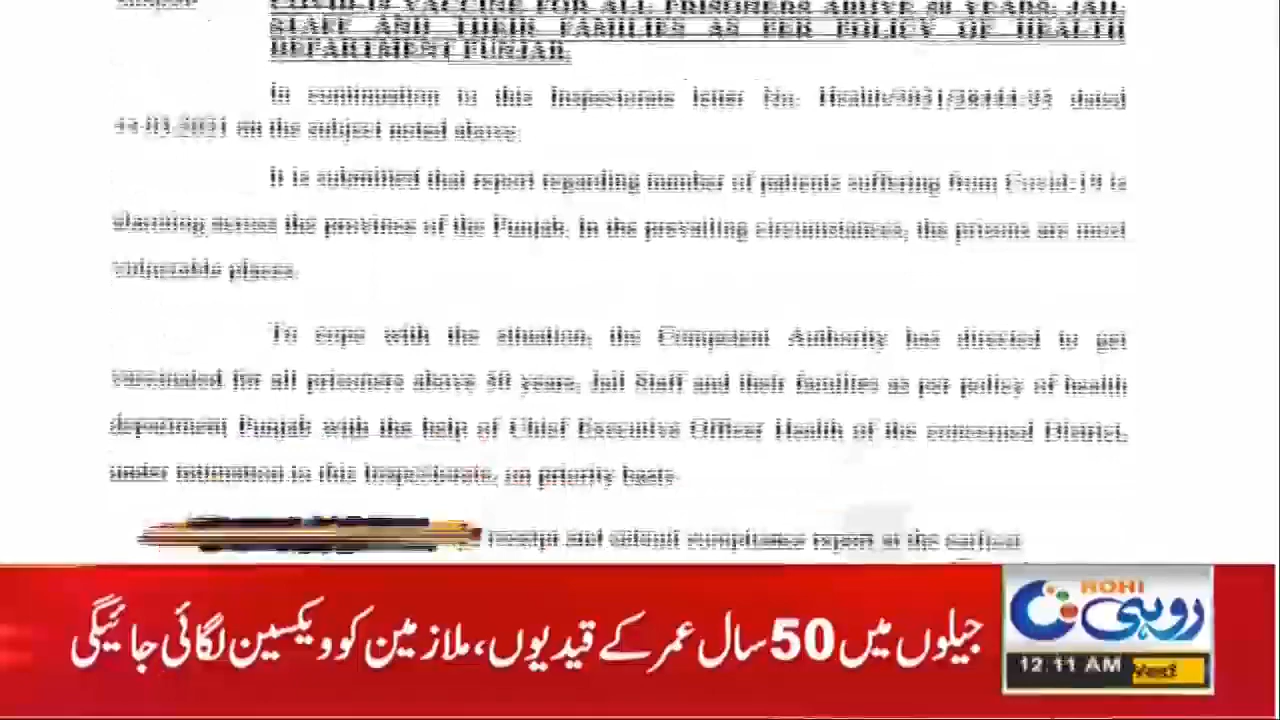 COVID-19 VACCINE FOR ALL PRISONERS ABOVE 50 YEARS, JAIL
STAFF AND THEIR FAMILIES AS PER POLICY OF HEALTH
DEPARTMENT PUNJAB.
In continuation to this Inspectorate letter No. dated
on the subject noted above.
It is submitted that report regarding number of patients suffering from Covid-19 is
alarming across the province of the Punjab. In the prevailing circumstances, the prisons are most
vulnerable places.
To cope with the situation, the Competent Authority has directed to get
vaccinated for all prisoners above 50 years, Jail Staff and their families as per policy of health
department Punjab with the help of Chief Executive Officer Health of the concerned District,
under intimation to this Inspectorate, on priority basis.
receipt and submit compliance report at the earliest
جیلوں میں 50 سال عمر کے قیدیوں، ملازمین کو ویکسین لگائی جائیگی
ROHI
روہی
12:11 AM